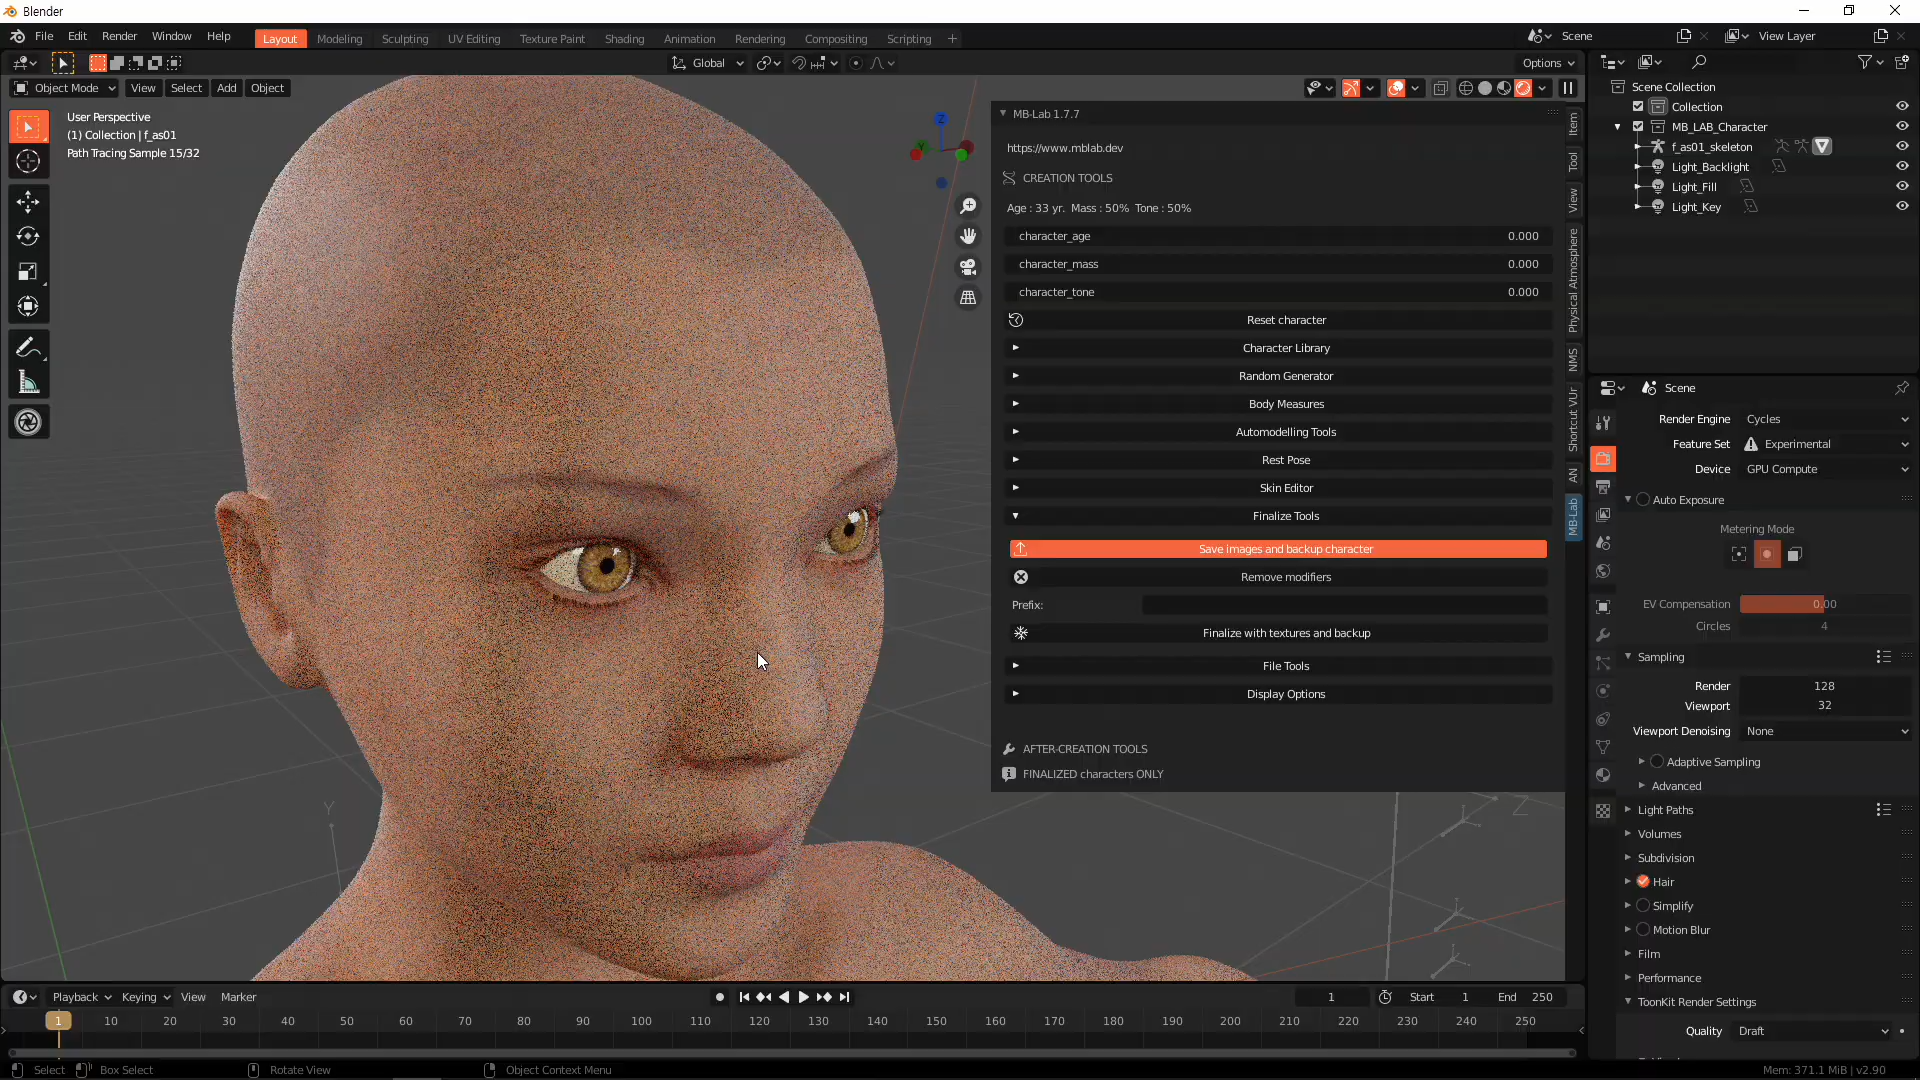 Blender
File Edit Render Window Help
Layout Modeling Sculpting UV Editing Texture Paint Shading Animation Rendering Compositing Scripting +
Scene
View Layer
Global
Options
Object Mode View Select Add Object
User Perspective
(1) Collection | f_as01
Path Tracing Sample 15/32
Z
Y
MB-Lab 1.7.7
https://www.mblab.dev
CREATION TOOLS
Age : 33 yr. Mass : 50% Tone : 50%
character_age 0.000
character_mass 0.000
character_tone 0.000
Reset character
Character Library
Random Generator
Body Measures
Automodelling Tools
Rest Pose
Skin Editor
Finalize Tools
Save images and backup character
Remove modifiers
Prefix:
Finalize with textures and backup
File Tools
Display Options
AFTER-CREATION TOOLS
FINALIZED characters ONLY
Item
Tool
View
Physical Atmosphere
NMS
Shortcut VUr
AN
MB-Lab
Y
Z
Scene Collection
Collection
MB_LAB_Character
f_as01_skeleton
Light_Backlight
Light_Fill
Light_Key
Scene
Render Engine Cycles
Feature Set Experimental
Device GPU Compute
Auto Exposure
Metering Mode
EV Compensation 0.00
Circles 4
Sampling
Render 128
Viewport 32
Viewport Denoising None
Adaptive Sampling
Advanced
Light Paths
Volumes
Subdivision
Hair
Simplify
Motion Blur
Film
Performance
ToonKit Render Settings
Quality Draft
Playback Keying View Marker
1 Start 1 End 250
1 10 20 30 40 50 60 70 80 90 100 110 120 130 140 150 160 170 180 190 200 210 220 230 240 250
Select Box Select Rotate View Object Context Menu
Mem: 371.1 MiB | v2.90